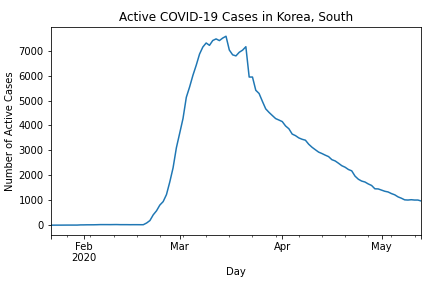 Active COVID-19 Cases in Korea, South
Number of Active Cases
7000
6000
5000
4000
3000
2000
1000
0
Feb
2020
Mar
Apr
May
Day